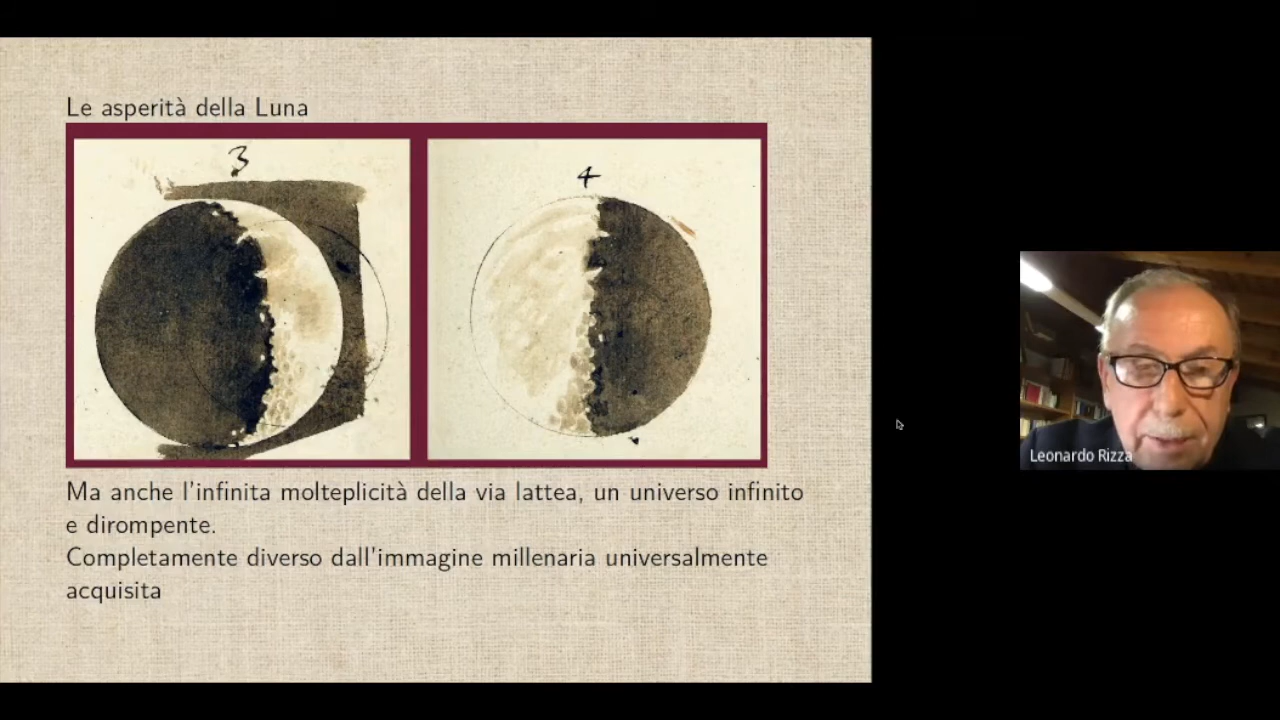 Le asperità della Luna
3
4
Ma anche l'infinita molteplicità della via lattea, un universo infinito
e dirompente.
Completamente diverso dall'immagine millenaria universalmente
acquisita
Leonardo Rizza